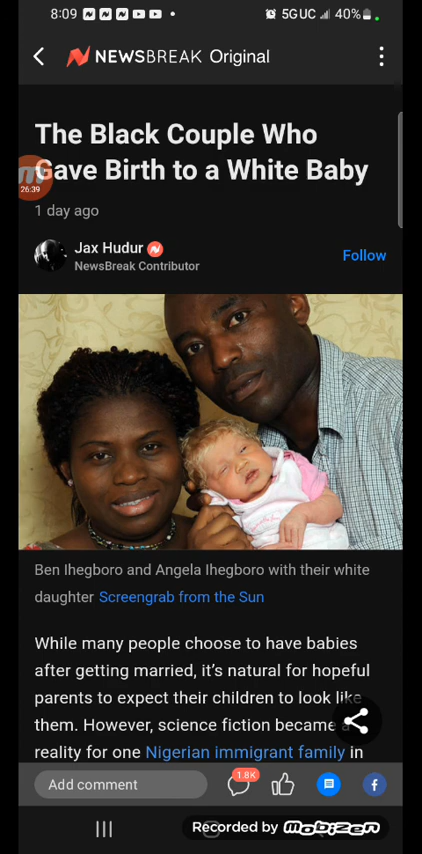 8:09
5GUC 40%
NEWSBREAK Original
The Black Couple Who
Gave Birth to a White Baby
26:39
1 day ago
Jax Hudur
NewsBreak Contributor
Follow
Ben Ihegboro and Angela Ihegboro with their white
daughter Screengrab from the Sun
While many people choose to have babies
after getting married, it's natural for hopeful
parents to expect their children to look like
them. However, science fiction became a
reality for one Nigerian immigrant family in
1.8K
Add comment
Recorded by Mobizen